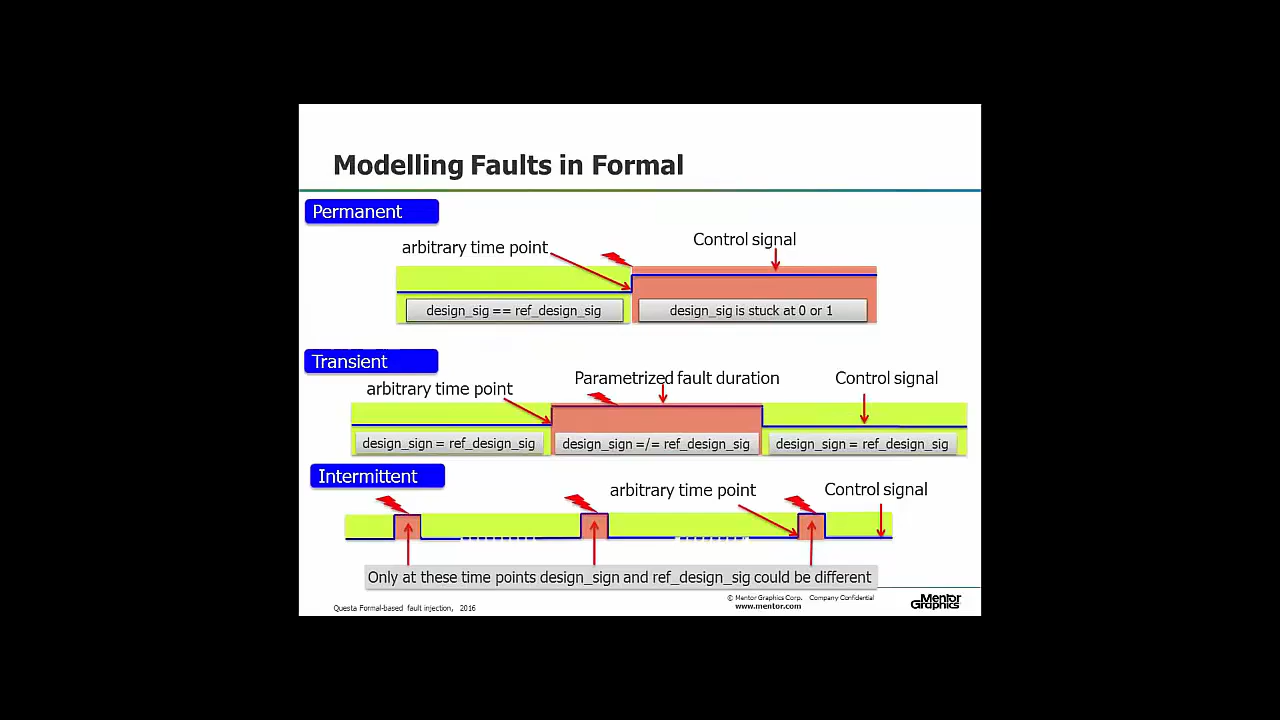 Modelling Faults in Formal
Permanent
arbitrary time point
Control signal
design_sig == ref_design_sig
design_sig is stuck at 0 or 1
Transient
arbitrary time point
Parametrized fault duration
Control signal
design_sign = ref_design_sig
design_sign =/= ref_design_sig
design_sign = ref_design_sig
Intermittent
arbitrary time point
Control signal
Only at these time points design_sign and ref_design_sig could be different
Questa Formal-based fault injection, 2016
© Mentor Graphics Corp. Company Confidential
www.mentor.com
Mentor
Graphics